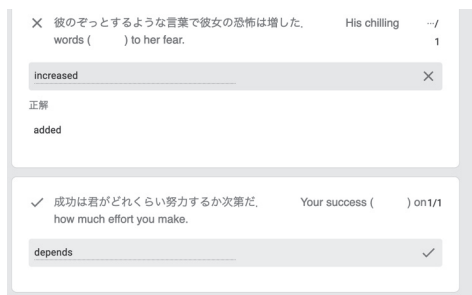 × 彼のぞっとするような言葉で彼女の恐怖は増した. His chilling …/
words ( ) to her fear. 1
increased ×
正解
added
✓ 成功は君がどれくらい努力するか次第だ. Your success ( ) on1/1
how much effort you make.
depends ✓